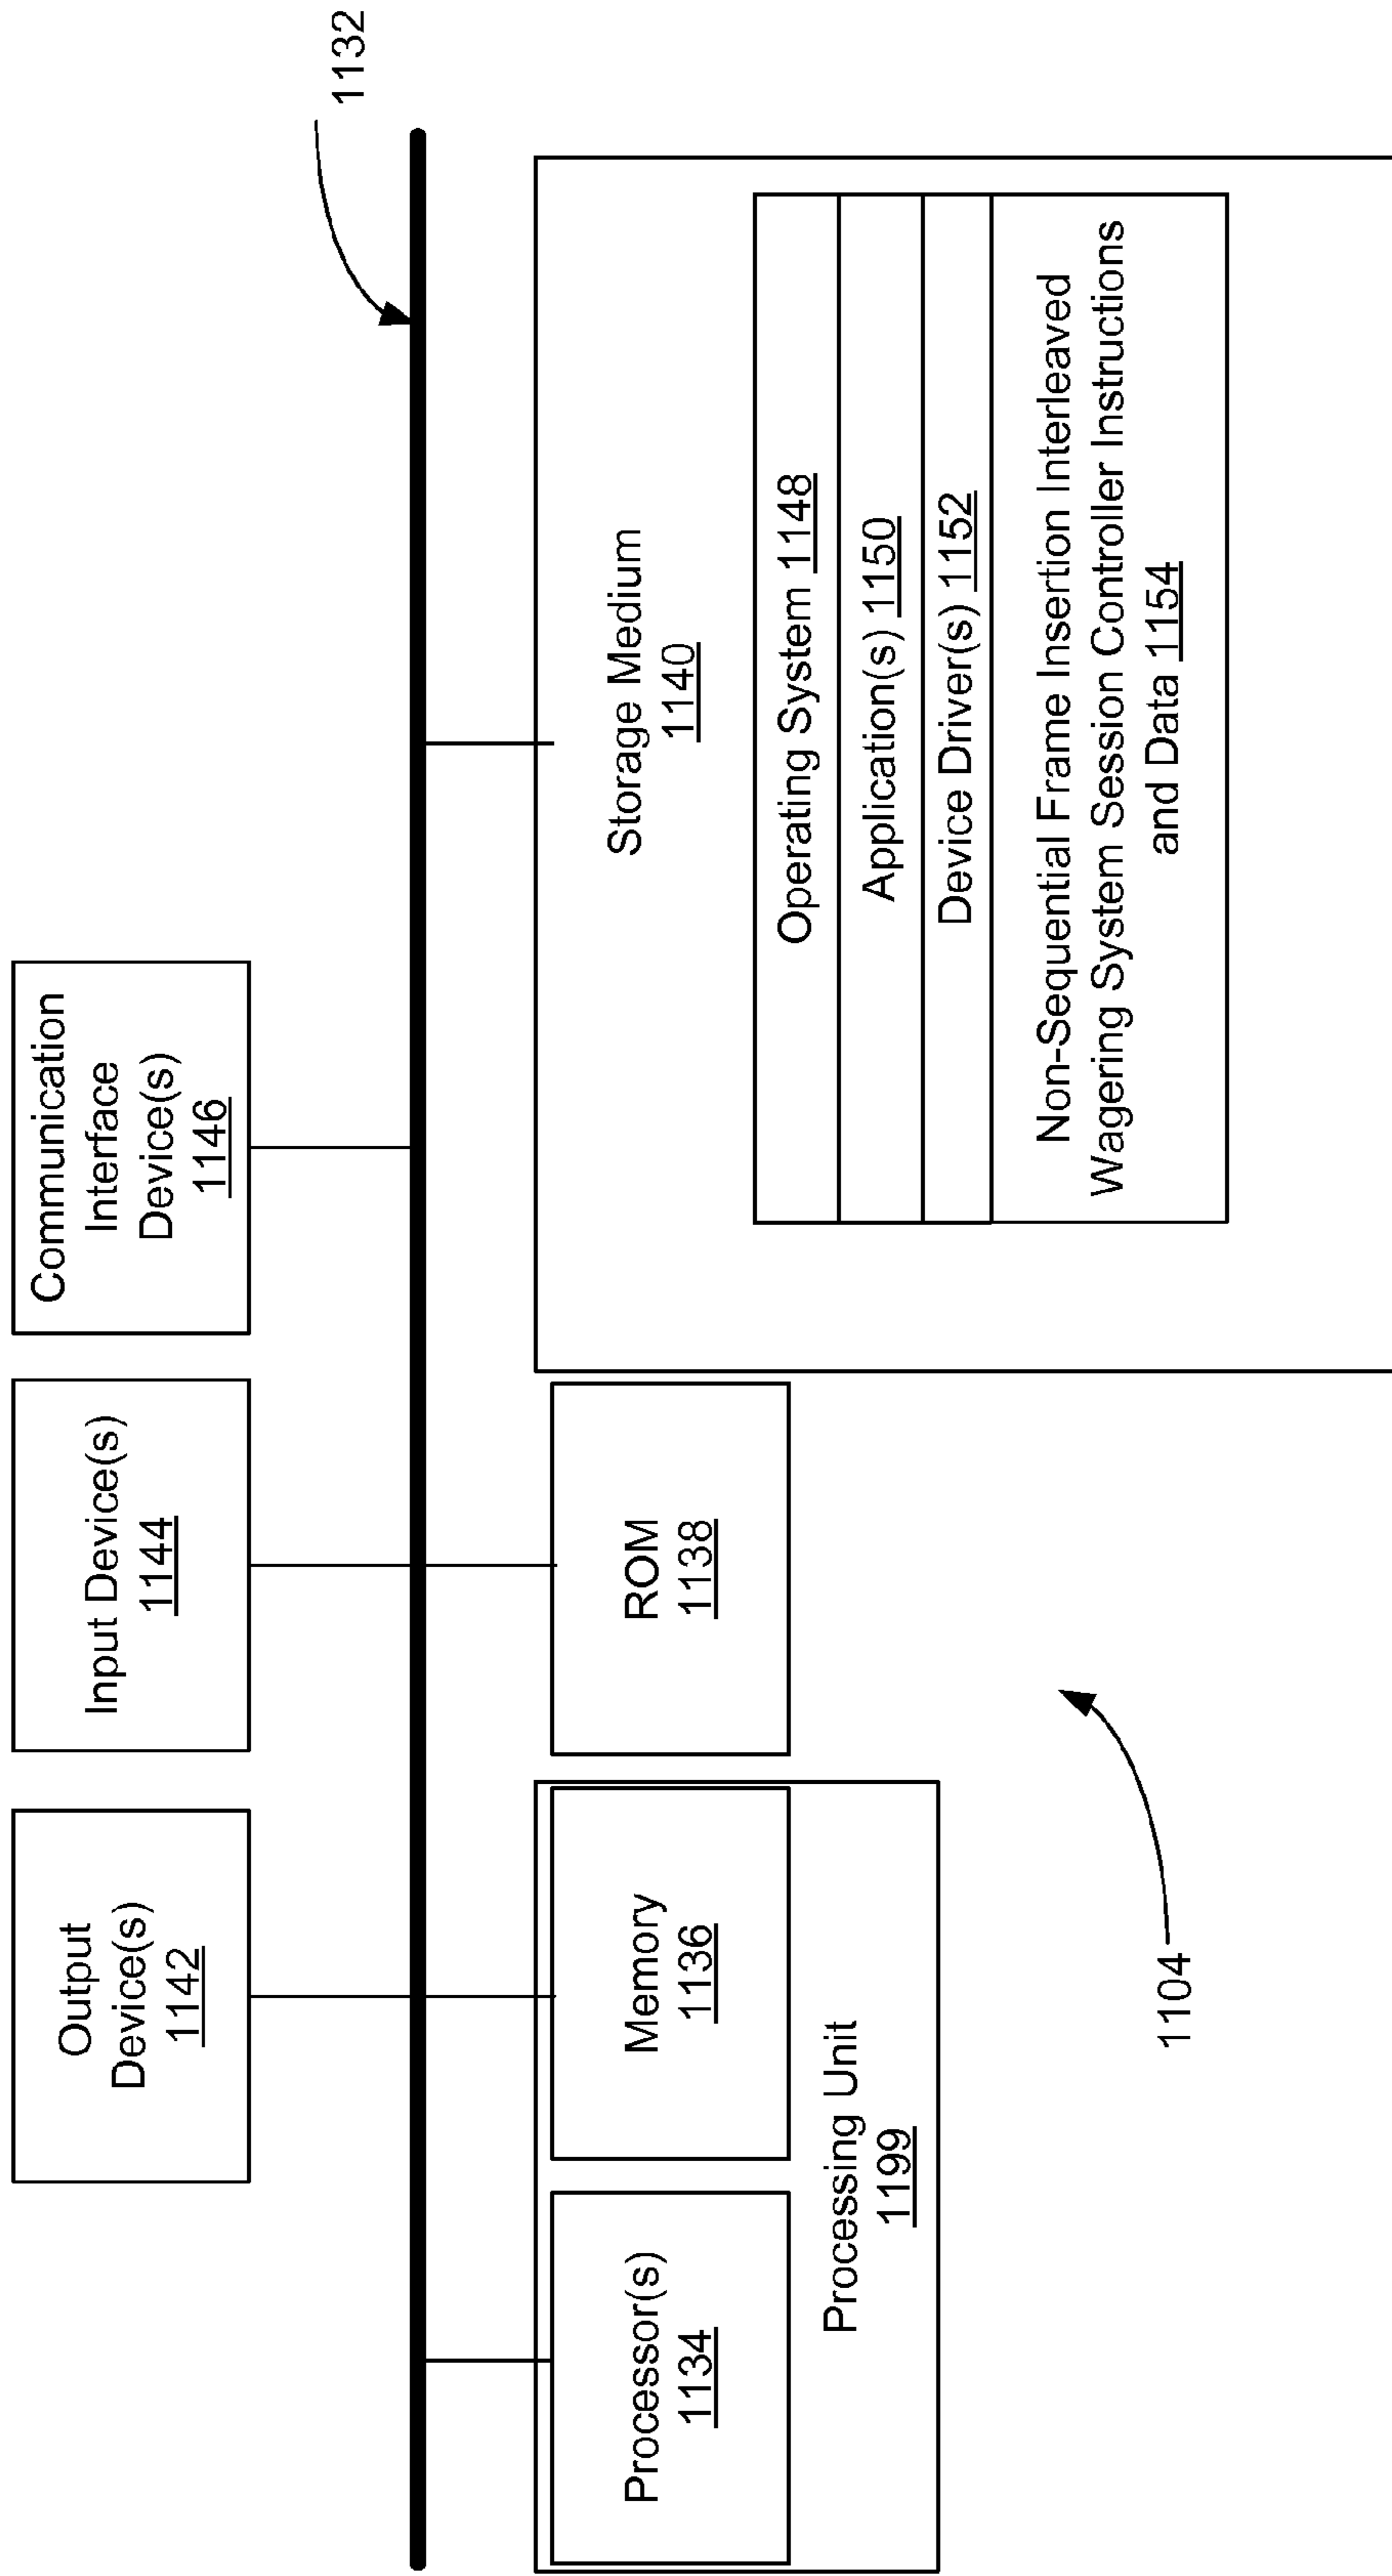 Output
Device(s)
1142
Input Device(s)
1144
Communication
Interface
Device(s)
1146
1132
Processor(s)
1134
Memory
1136
Processing Unit
1199
ROM
1138
Storage Medium
1140
Operating System 1148
Application(s) 1150
Device Driver(s) 1152
Non-Sequential Frame Insertion Interleaved
Wagering System Session Controller Instructions
and Data 1154
1104